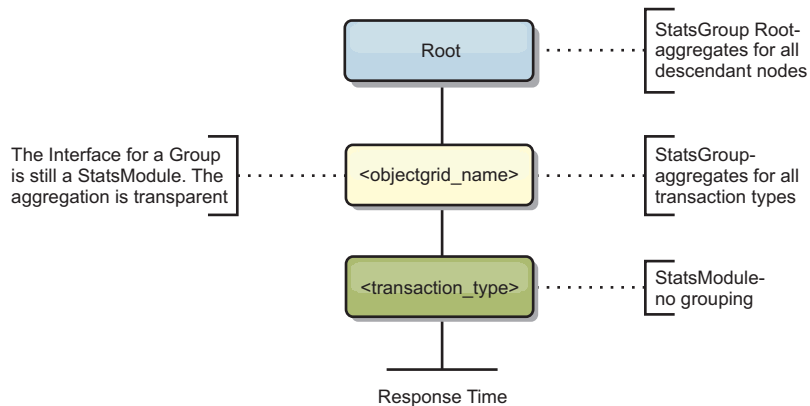 Root
StatsGroup Root-
aggregates for all
descendant nodes
The Interface for a Group
is still a StatsModule. The
aggregation is transparent
<objectgrid_name>
StatsGroup-
aggregates for all
transaction types
<transaction_type>
StatsModule-
no grouping
Response Time